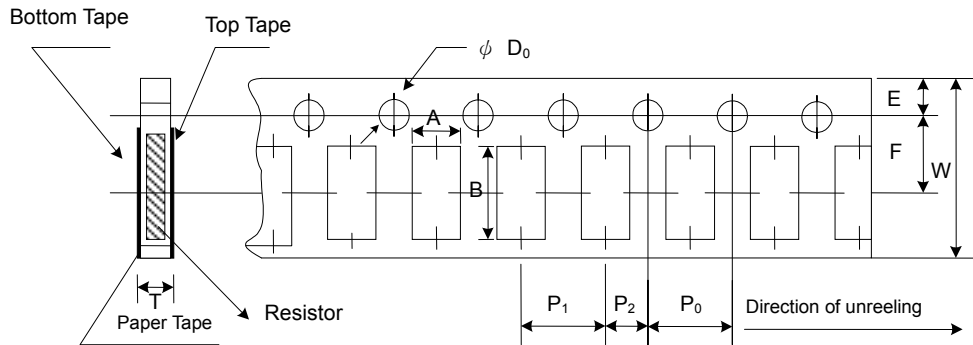 Bottom Tape
Top Tape
ψ D₀
E
A
F
B
W
T
P₁
P₂
P₀
Direction of unreeling
Resistor
Paper Tape